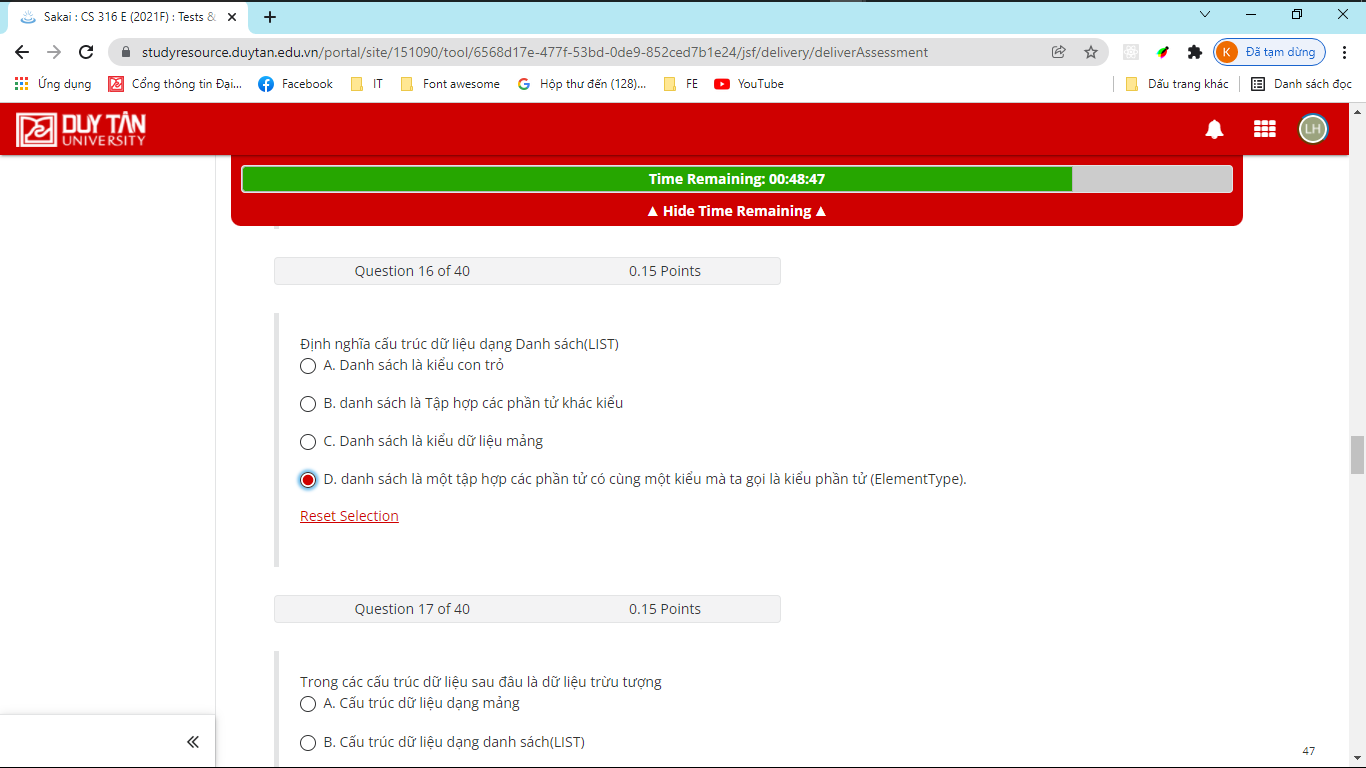 Sakai : CS 316 E (2021F) : Tests &
studyresource.duytan.edu.vn/portal/site/151090/tool/6568d17e-477f-53bd-0de9-852ced7b1e24/jsf/delivery/deliverAssessment
K Đã tạm dừng
Ứng dụng Cổng thông tin Đại... Facebook IT Font awesome Hộp thư đến (128)... FE YouTube Dấu trang khác Danh sách đọc
DUY TÂN
UNIVERSITY
LH
Time Remaining: 00:48:47
▲ Hide Time Remaining ▲
Question 16 of 40 0.15 Points
Định nghĩa cấu trúc dữ liệu dạng Danh sách(LIST)
A. Danh sách là kiểu con trỏ
B. danh sách là Tập hợp các phần tử khác kiểu
C. Danh sách là kiểu dữ liệu mảng
D. danh sách là một tập hợp các phần tử có cùng một kiểu mà ta gọi là kiểu phần tử (ElementType).
Reset Selection
Question 17 of 40 0.15 Points
Trong các cấu trúc dữ liệu sau đâu là dữ liệu trừu tượng
A. Cấu trúc dữ liệu dạng mảng
B. Cấu trúc dữ liệu dạng danh sách(LIST)
47